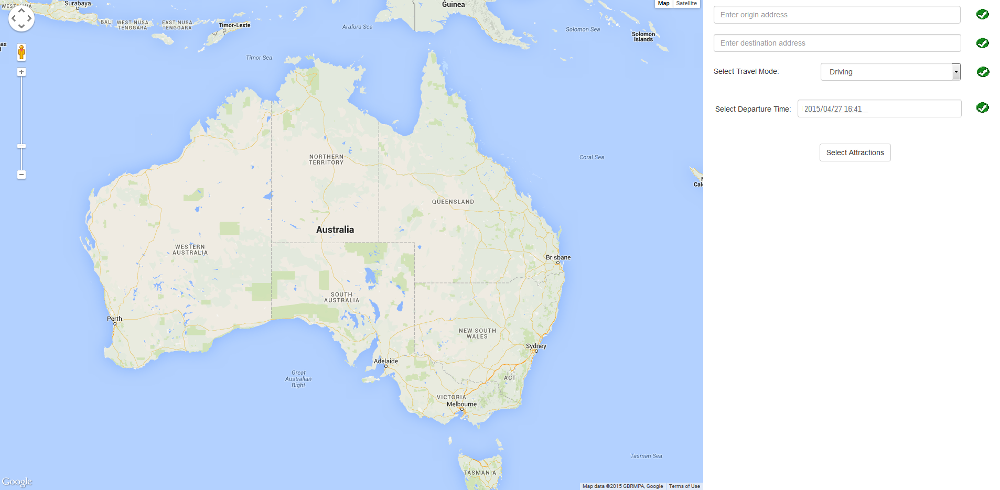 WEST JAVA
Surabaya
BALI
WEST NUSA
TENGGARA
EAST NUSA
TENGGARA
Timor-Leste
Arafura Sea
Guinea
Solomon Sea
Solomon
Islands
Map
Satellite
Timor Sea
Coral Sea
NORTHERN
TERRITORY
QUEENSLAND
Australia
WESTERN
AUSTRALIA
Brisbane
SOUTH
AUSTRALIA
Perth
NEW SOUTH
WALES
Sydney
Adelaide
ACT
Great
Australian
Bight
VICTORIA
Melbourne
Tasman Sea
TASMANIA
Google
Map data ©2015 GBRMPA, Google
Terms of Use
Enter origin address
Enter destination address
Select Travel Mode:
Driving
Select Departure Time:
2015/04/27 16:41
Select Attractions